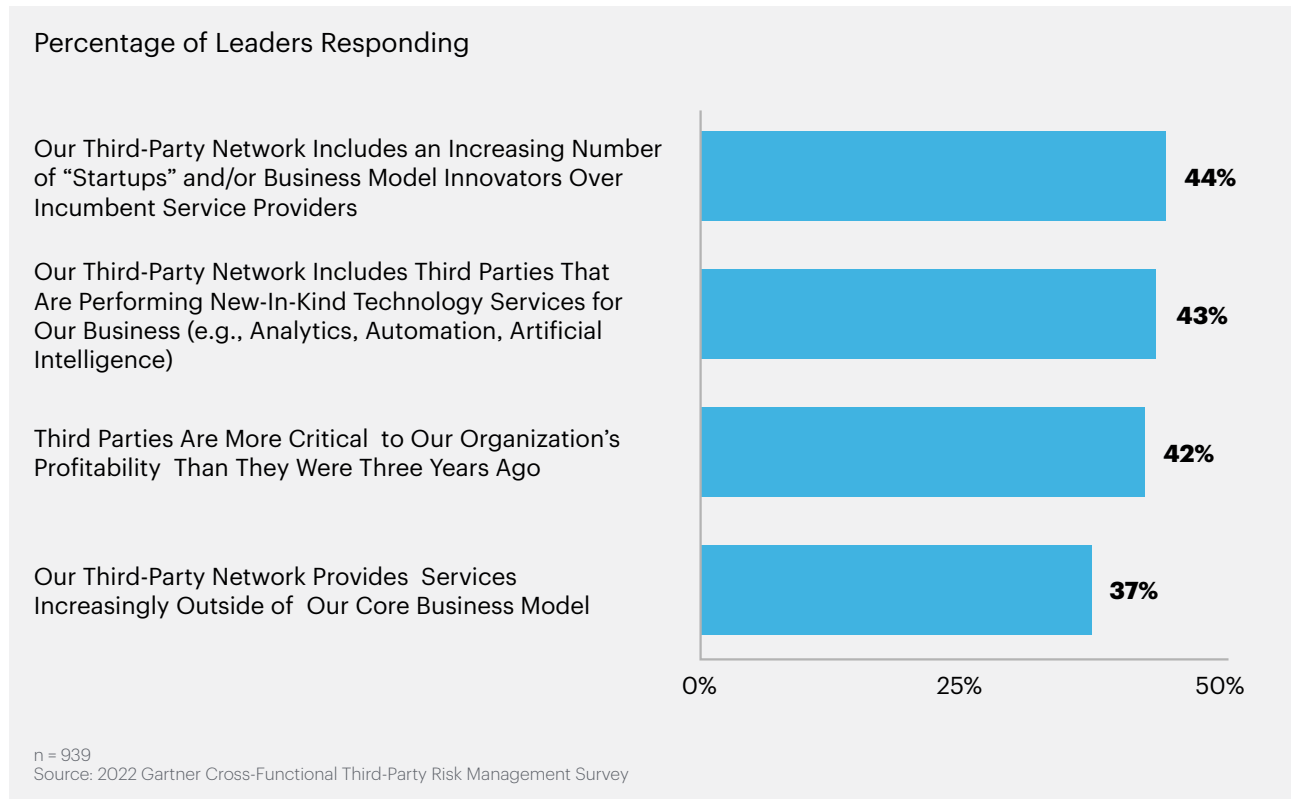 Percentage of Leaders Responding
Our Third-Party Network Includes an Increasing Number
of “Startups” and/or Business Model Innovators Over
Incumbent Service Providers
44%
Our Third-Party Network Includes Third Parties That
Are Performing New-In-Kind Technology Services for
Our Business (e.g., Analytics, Automation, Artificial
Intelligence)
43%
Third Parties Are More Critical to Our Organization’s
Profitability Than They Were Three Years Ago
42%
Our Third-Party Network Provides Services
Increasingly Outside of Our Core Business Model
37%
0% 25% 50%
n = 939
Source: 2022 Gartner Cross-Functional Third-Party Risk Management Survey